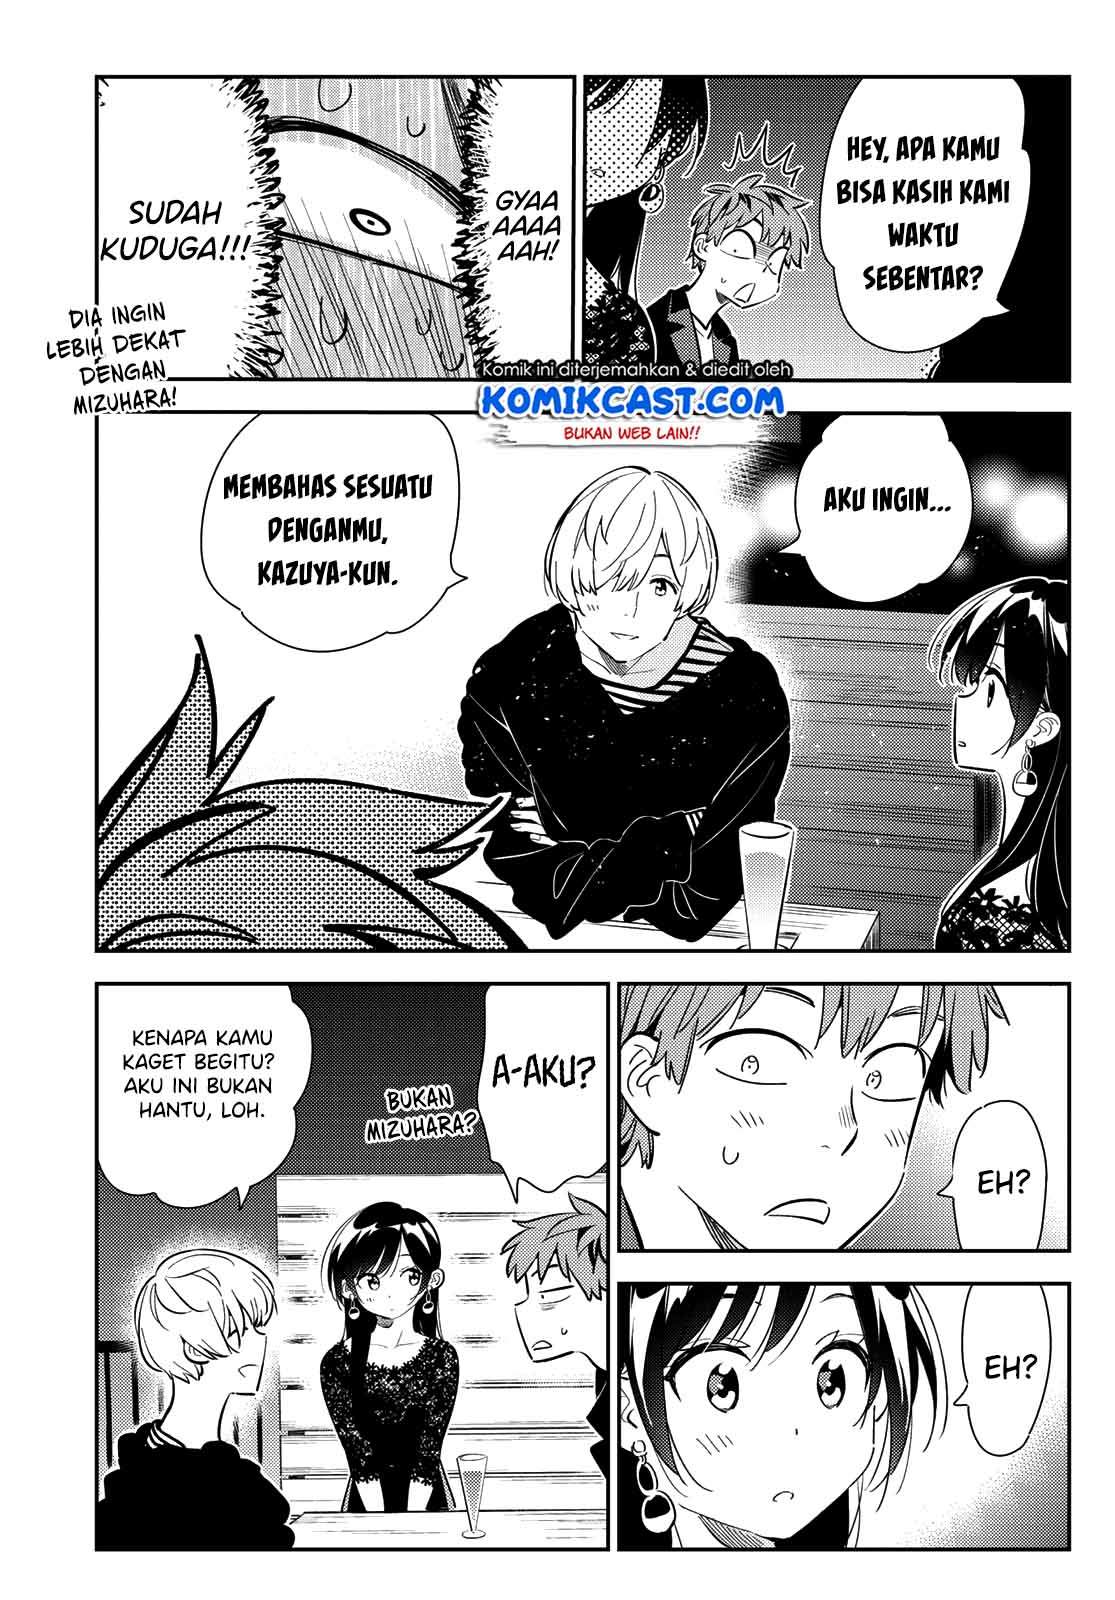 HEY, APA KAMU
BISA KASIH KAMI
WAKTU
SEBENTAR?
GYAA
AAAAA
AAH!
SUDAH
KUDUGA!!!
DIA INGIN
LEBIH DEKAT
DENGAN
MIZUHARA!
Komik ini diterjemahkan & diedit oleh
KOMIKCAST.COM
BUKAN WEB LAIN!!
AKU INGIN...
MEMBAHAS SESUATU
DENGANMU,
KAZUYA-KUN.
EH?
EH?
A-AKU?
BUKAN
MIZUHARA?
KENAPA KAMU
KAGET BEGITU?
AKU INI BUKAN
HANTU, LOH.